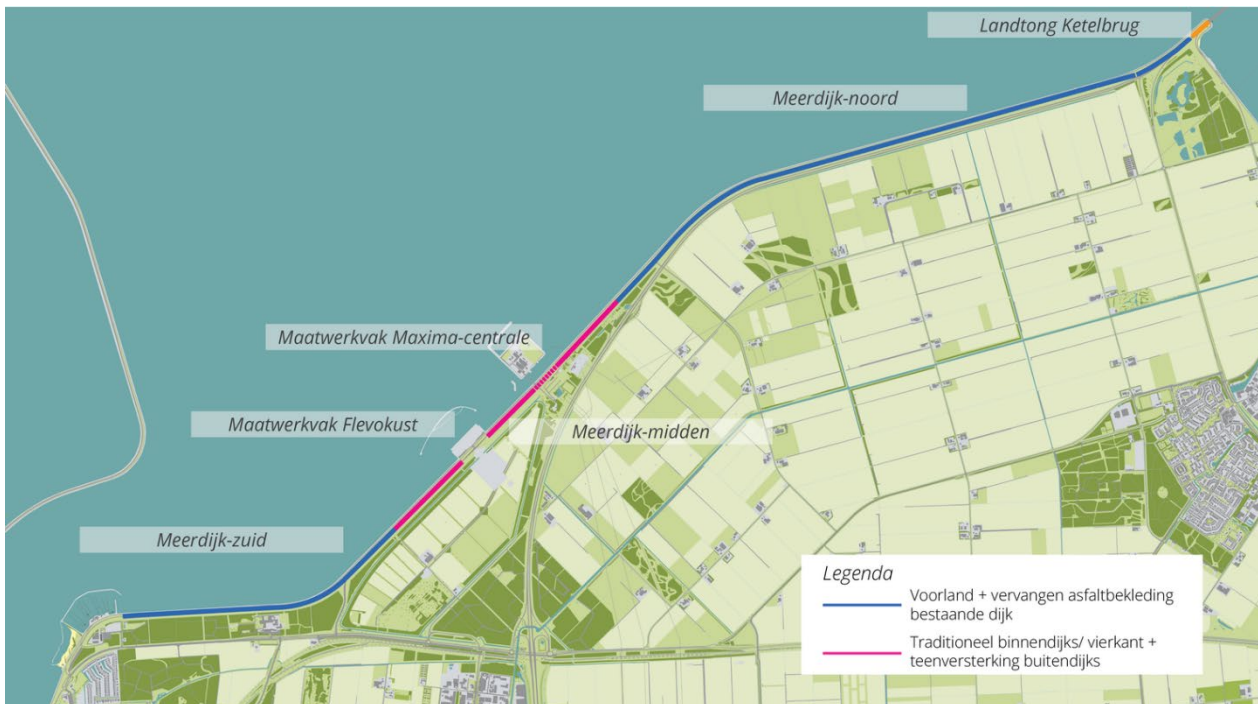 Landtong Ketelbrug
Meerdijk-noord
Maatwerkvak Maxima-centrale
Maatwerkvak Flevokust
Meerdijk-midden
Meerdijk-zuid
Legenda
Voorland + vervangen asfaltbekleding
bestaande dijk
Traditioneel binnendijks/ vierkant +
teenversterking buitendijks